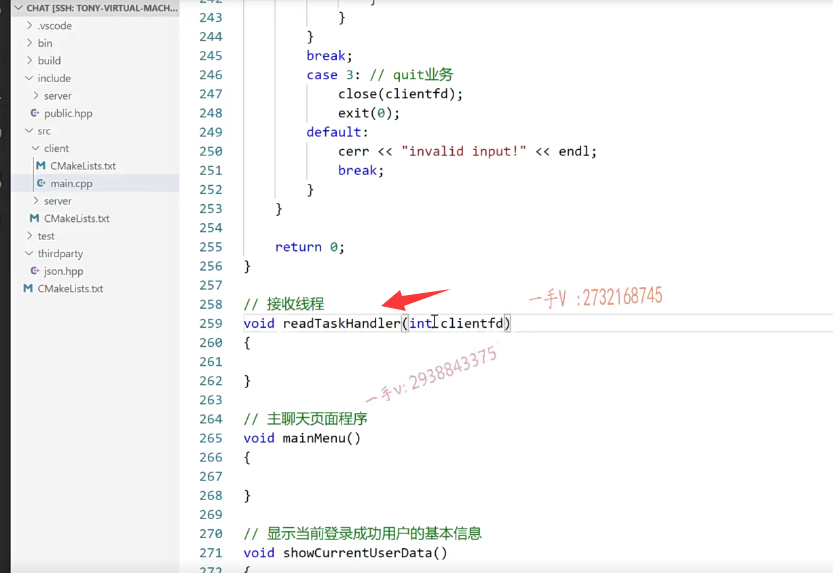 CHAT [SSH: TONY-VIRTUAL-MACH...
.vscode
bin
build
include
server
public.hpp
src
client
CMakeLists.txt
main.cpp
server
CMakeLists.txt
test
thirdparty
json.hpp
CMakeLists.txt
243 }
244 }
245 break;
246 case 3: // quit业务
247 close(clientfd);
248 exit(0);
249 default:
250 cerr << "invalid input!" << endl;
251 break;
252 }
253 }
254
255 return 0;
256 }
257
258 // 接收线程
259 void readTaskHandler(int clientfd)
260 {
261
262 }
263
264 // 主聊天页面程序
265 void mainMenu()
266 {
267
268 }
269
270 // 显示当前登录成功用户的基本信息
271 void showCurrentUserData()
272 {
一手V :2732168745
一手v: 2938843375